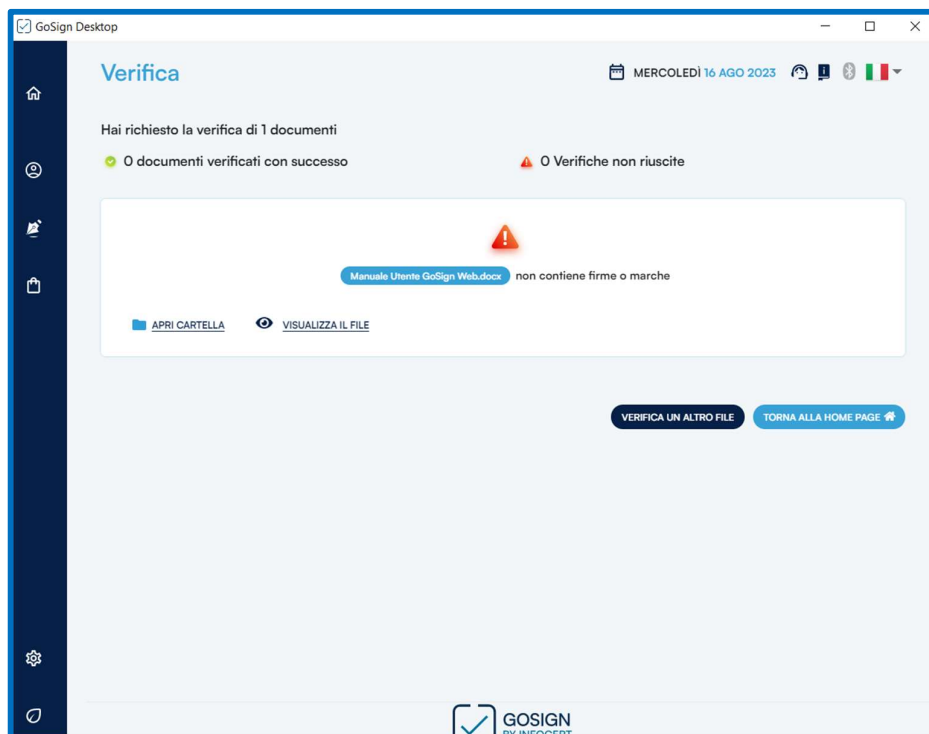 GoSign Desktop
Verifica
MERCOLEDÌ 16 AGO 2023
Hai richiesto la verifica di 1 documenti
0 documenti verificati con successo
0 Verifiche non riuscite
Manuale Utente GoSign Web.docx non contiene firme o marche
APRI CARTELLA
VISUALIZZA IL FILE
VERIFICA UN ALTRO FILE
TORNA ALLA HOME PAGE
GOSIGN
BY INFOCERT